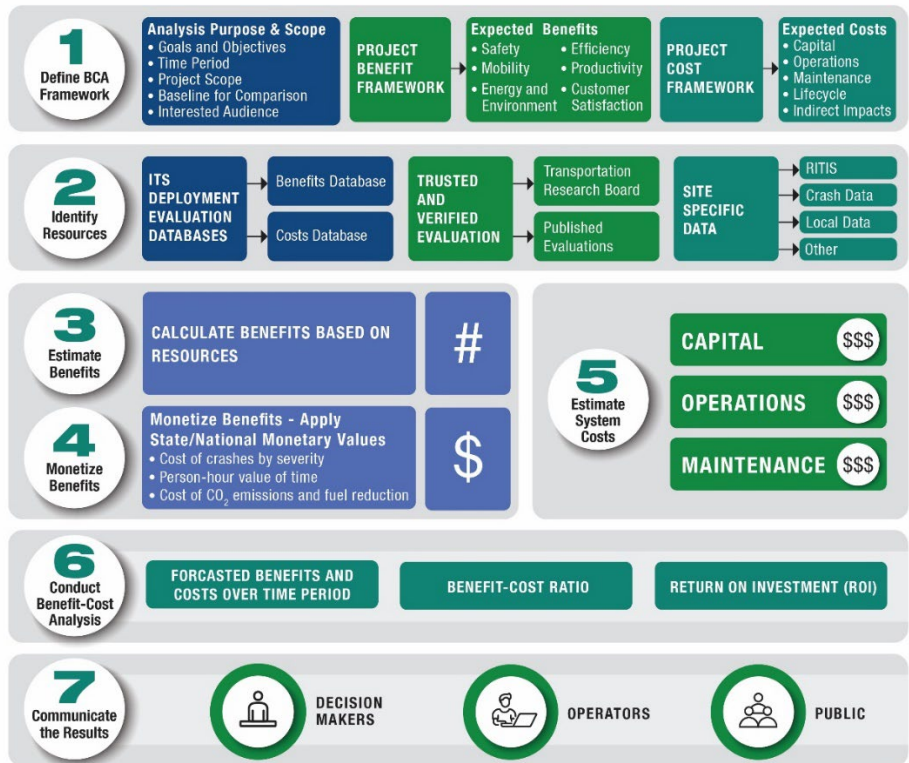 1
Define BCA
Framework
Analysis Purpose & Scope
• Goals and Objectives
• Time Period
• Project Scope
• Baseline for Comparison
• Interested Audience
PROJECT
BENEFIT
FRAMEWORK
Expected Benefits
• Safety
• Mobility
• Energy and
Environment
• Efficiency
• Productivity
• Customer
Satisfaction
PROJECT
COST
FRAMEWORK
Expected Costs
• Capital
• Operations
• Maintenance
• Lifecycle
• Indirect Impacts
2
Identify
Resources
ITS
DEPLOYMENT
EVALUATION
DATABASES
Benefits Database
Costs Database
TRUSTED
AND
VERIFIED
EVALUATION
Transportation
Research Board
Published
Evaluations
SITE
SPECIFIC
DATA
RITIS
Crash Data
Local Data
Other
3
Estimate
Benefits
CALCULATE BENEFITS BASED ON
RESOURCES
#
4
Monetize
Benefits
Monetize Benefits - Apply
State/National Monetary Values
• Cost of crashes by severity
• Person-hour value of time
• Cost of CO₂ emissions and fuel reduction
$
5
Estimate
System
Costs
CAPITAL
$$$
OPERATIONS
$$$
MAINTENANCE
$$$
6
Conduct
Benefit-Cost
Analysis
FORCASTED BENEFITS AND
COSTS OVER TIME PERIOD
BENEFIT-COST RATIO
RETURN ON INVESTMENT (ROI)
7
Communicate
the Results
DECISION
MAKERS
OPERATORS
PUBLIC